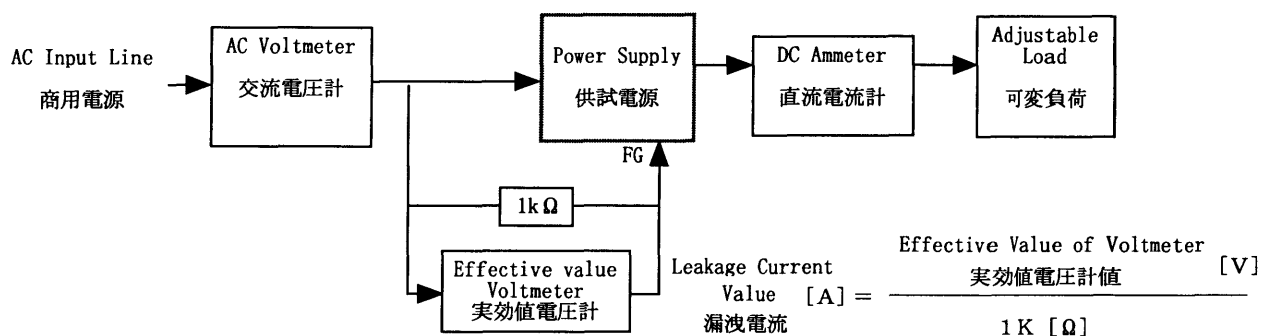 AC Input Line
商用電源
AC Voltmeter
交流電圧計
Power Supply
供試電源
DC Ammeter
直流電流計
Adjustable
Load
可変負荷
FG
1kΩ
Effective value
Voltmeter
実効値電圧計
Leakage Current
Value [A] =
漏洩電流
Effective Value of Voltmeter
実効値電圧計値 [V]
1K [Ω]